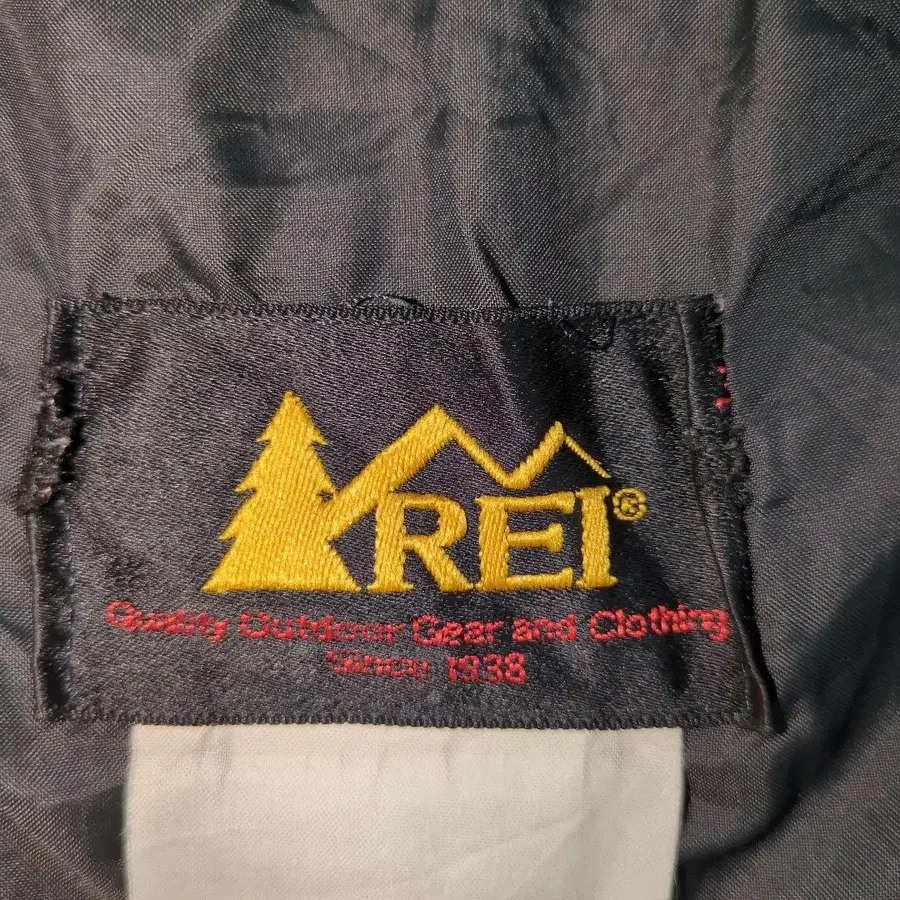 REI®
Quality Outdoor Gear and Clothing
Since 1938